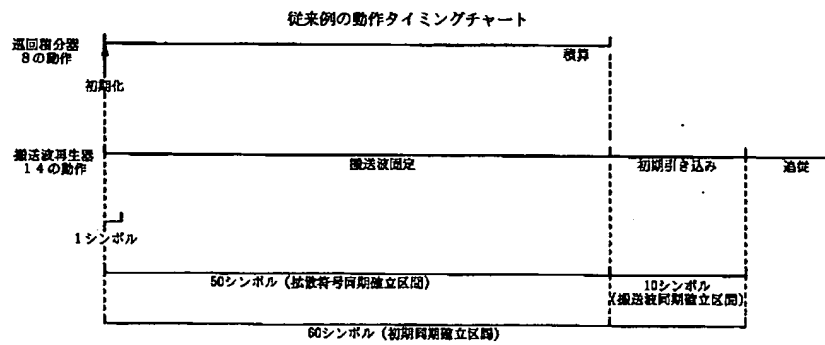 従来例の動作タイミングチャート
巡回積分器
8の動作
積算
初期化
搬送波再生器
14の動作
搬送波固定
初期引き込み
追従
1シンボル
50シンボル(拡散符号同期確立区間)
10シンボル
(搬送波同期確立区間)
60シンボル(初期同期確立区間)